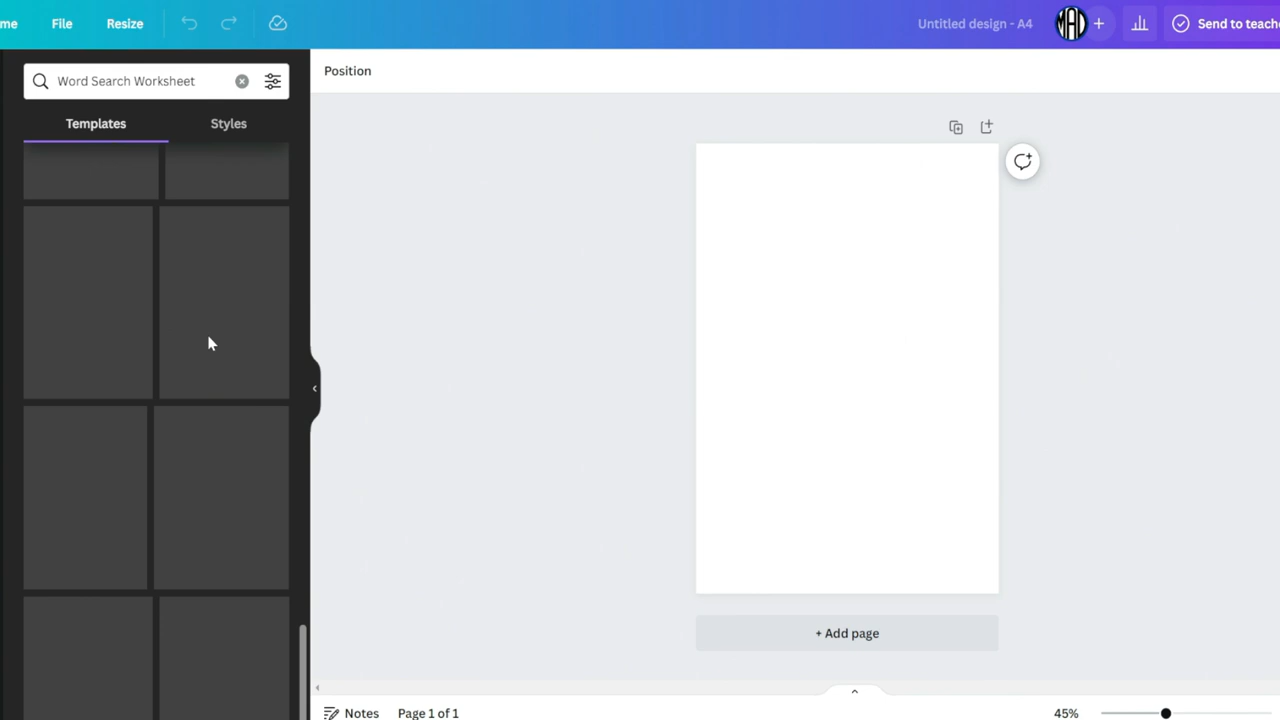 me File Resize Untitled design - A4 MAD + Send to teache
Word Search Worksheet
Position
Templates Styles
+ Add page
Notes Page 1 of 1 45%